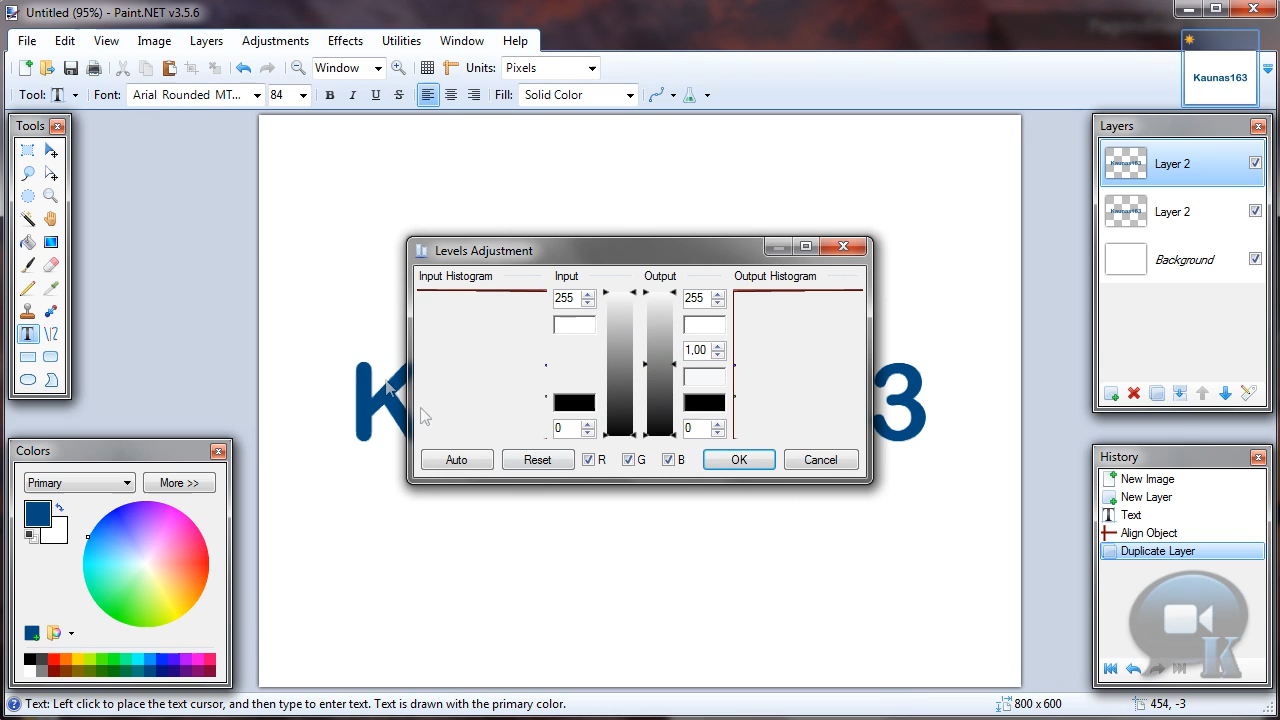 Untitled (95%) - Paint.NET v3.5.6
File Edit View Image Layers Adjustments Effects Utilities Window Help
Window Units: Pixels
Tool: T Font: Arial Rounded MT... 84 B I U S Fill: Solid Color
Kaunas163
Tools
Layers
Layer 2
Layer 2
Background
Levels Adjustment
Input Histogram Input Output Output Histogram
255 255
1,00
0 0
Auto Reset R G B OK Cancel
K 3
Colors
Primary More >>
History
New Image
New Layer
Text
Align Object
Duplicate Layer
K
Text: Left click to place the text cursor, and then type to enter text. Text is drawn with the primary color. 800 x 600 454, -3